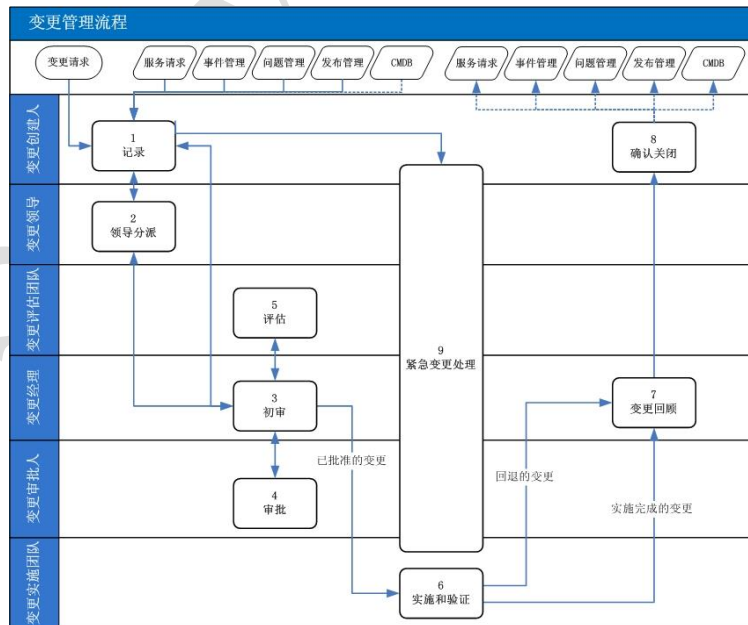 变更管理流程
变更请求
服务请求
事件管理
问题管理
发布管理
CMDB
服务请求
事件管理
问题管理
发布管理
CMDB
变更创建人
1
记录
8
确认关闭
变更领导
2
领导分派
变更评估团队
5
评估
9
紧急变更处理
变更经理
3
初审
7
变更回顾
变更审批人
已批准的变更
4
审批
回退的变更
实施完成的变更
变更实施团队
6
实施和验证